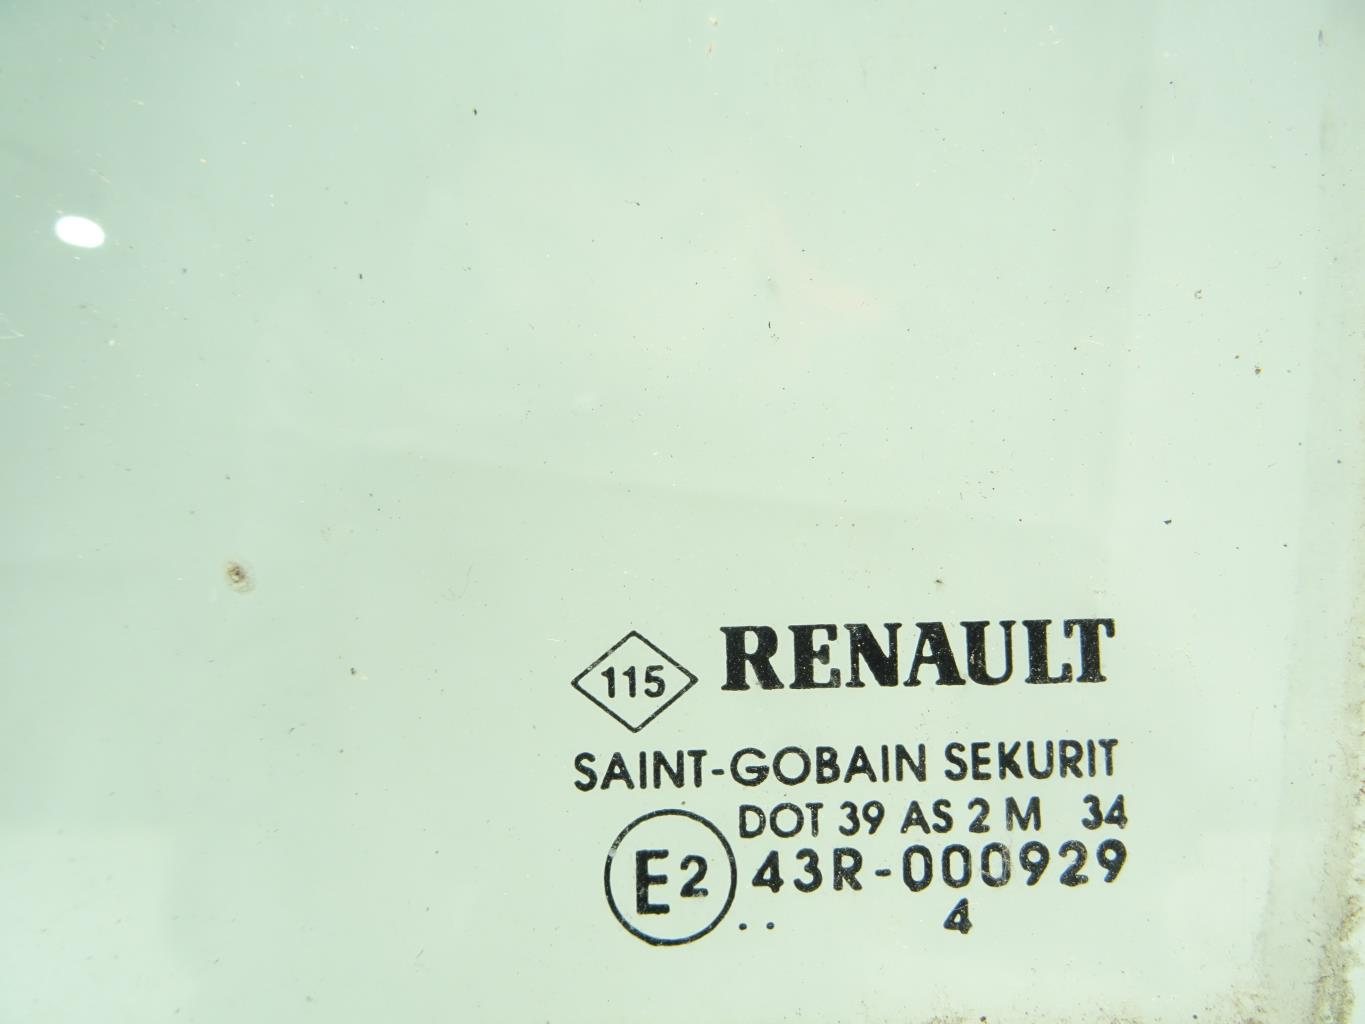 115 RENAULT
SAINT-GOBAIN SEKURIT
DOT 39 AS 2 M 34
E2 43R-000929
.. 4